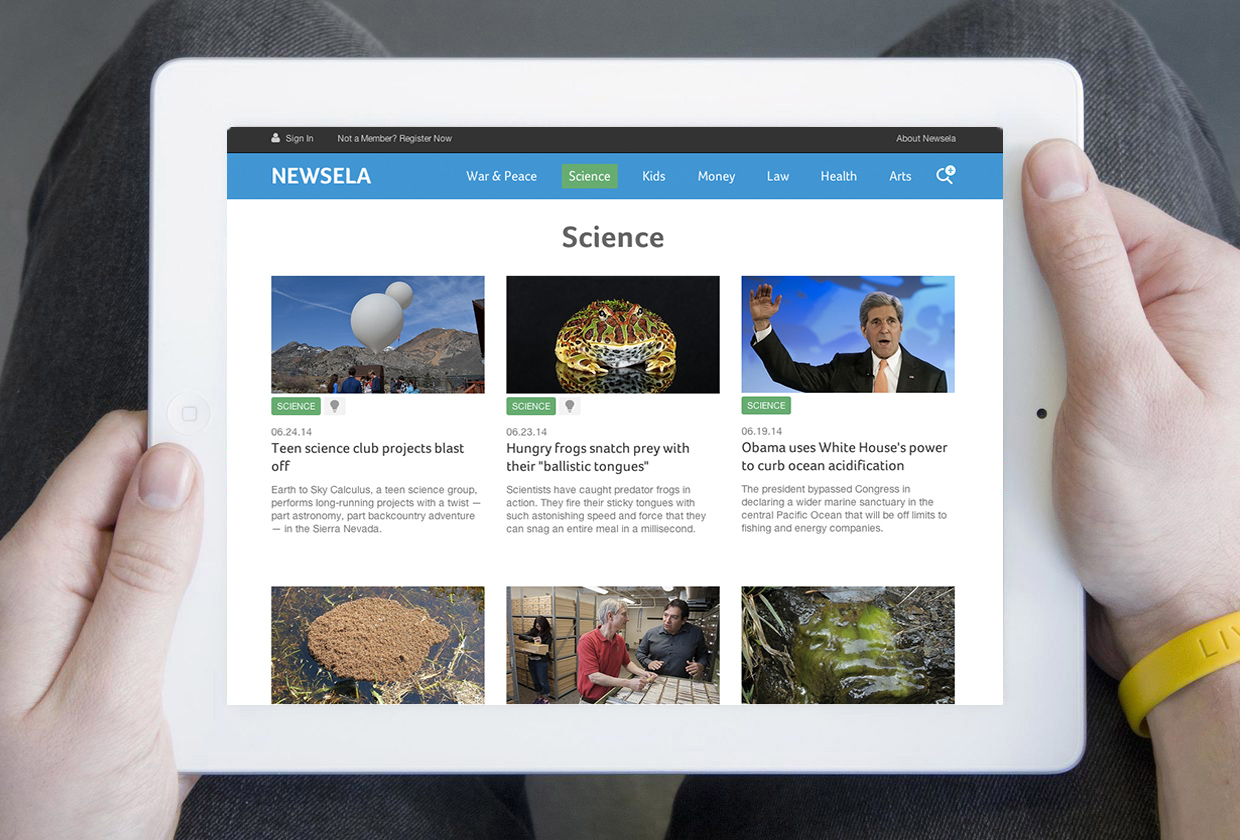 Sign In Not a Member? Register Now About Newsela
NEWSELA War & Peace Science Kids Money Law Health Arts
Science
SCIENCE
06.24.14
Teen science club projects blast
off
Earth to Sky Calculus, a teen science group,
performs long-running projects with a twist —
part astronomy, part backcountry adventure
— in the Sierra Nevada.
SCIENCE
06.23.14
Hungry frogs snatch prey with
their "ballistic tongues"
Scientists have caught predator frogs in
action. They fire their sticky tongues with
such astonishing speed and force that they
can snag an entire meal in a millisecond.
SCIENCE
06.19.14
Obama uses White House's power
to curb ocean acidification
The president bypassed Congress in
declaring a wider marine sanctuary in the
central Pacific Ocean that will be off limits to
fishing and energy companies.